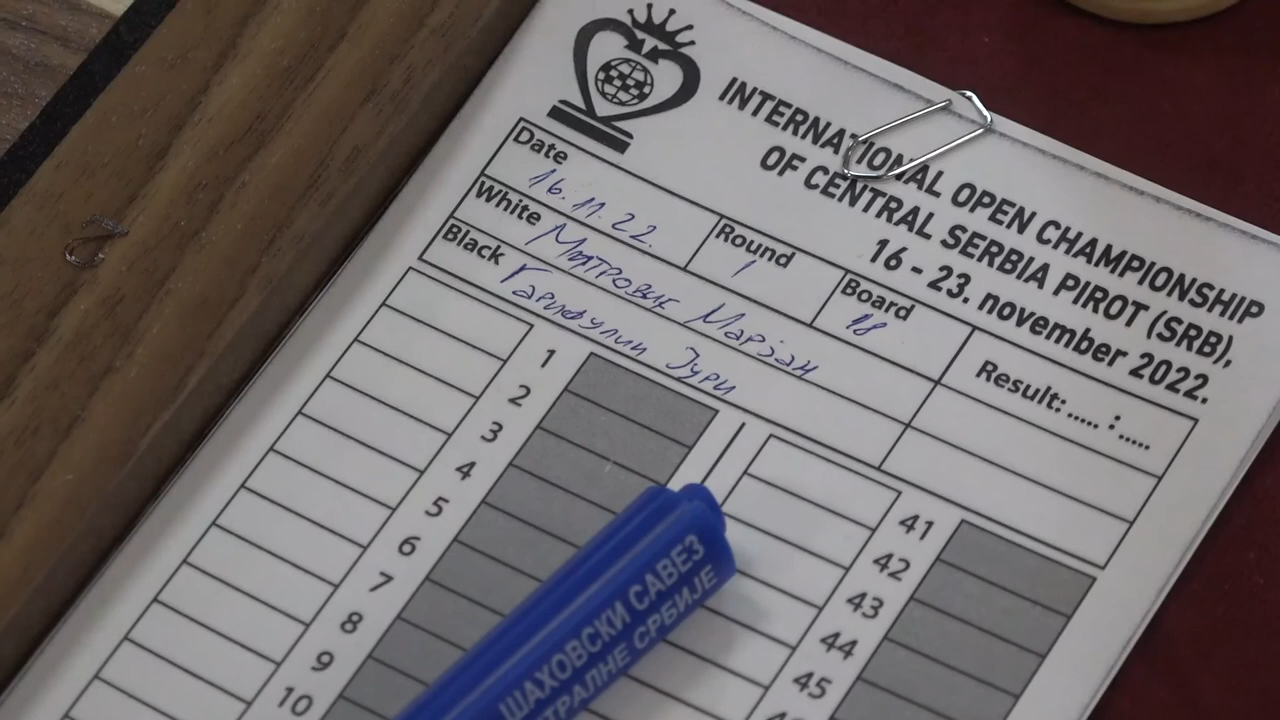 INTERNATIONAL OPEN CHAMPIONSHIP
OF CENTRAL SERBIA PIROT (SRB),
16 - 23. november 2022.
Date 16.11.22. Round 1 Board 18
White Митровић Марјан
Black Гарифулин Јури
Result: ..... : .....
1
2
3
4
5
6
7
8
9
10
41
42
43
44
45
ШАХОВСКИ САВЕЗ
ТРАЛНЕ СРБИЈЕ